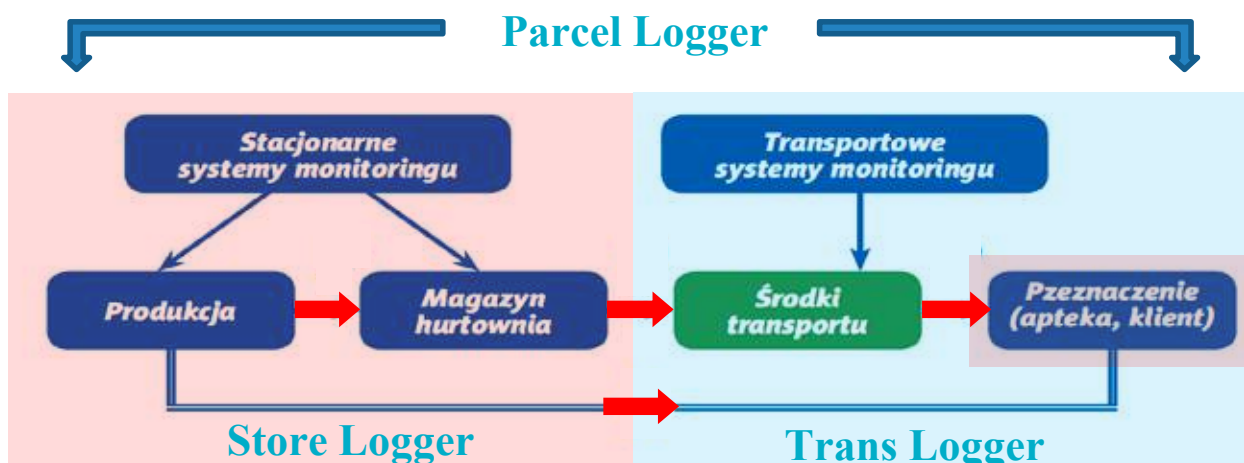 Parcel Logger
Stacjonarne
systemy monitoringu
Transportowe
systemy monitoringu
Produkcja
Magazyn
hurtownia
Środki
transportu
Pzeznaczenie
(apteka, klient)
Store Logger
Trans Logger